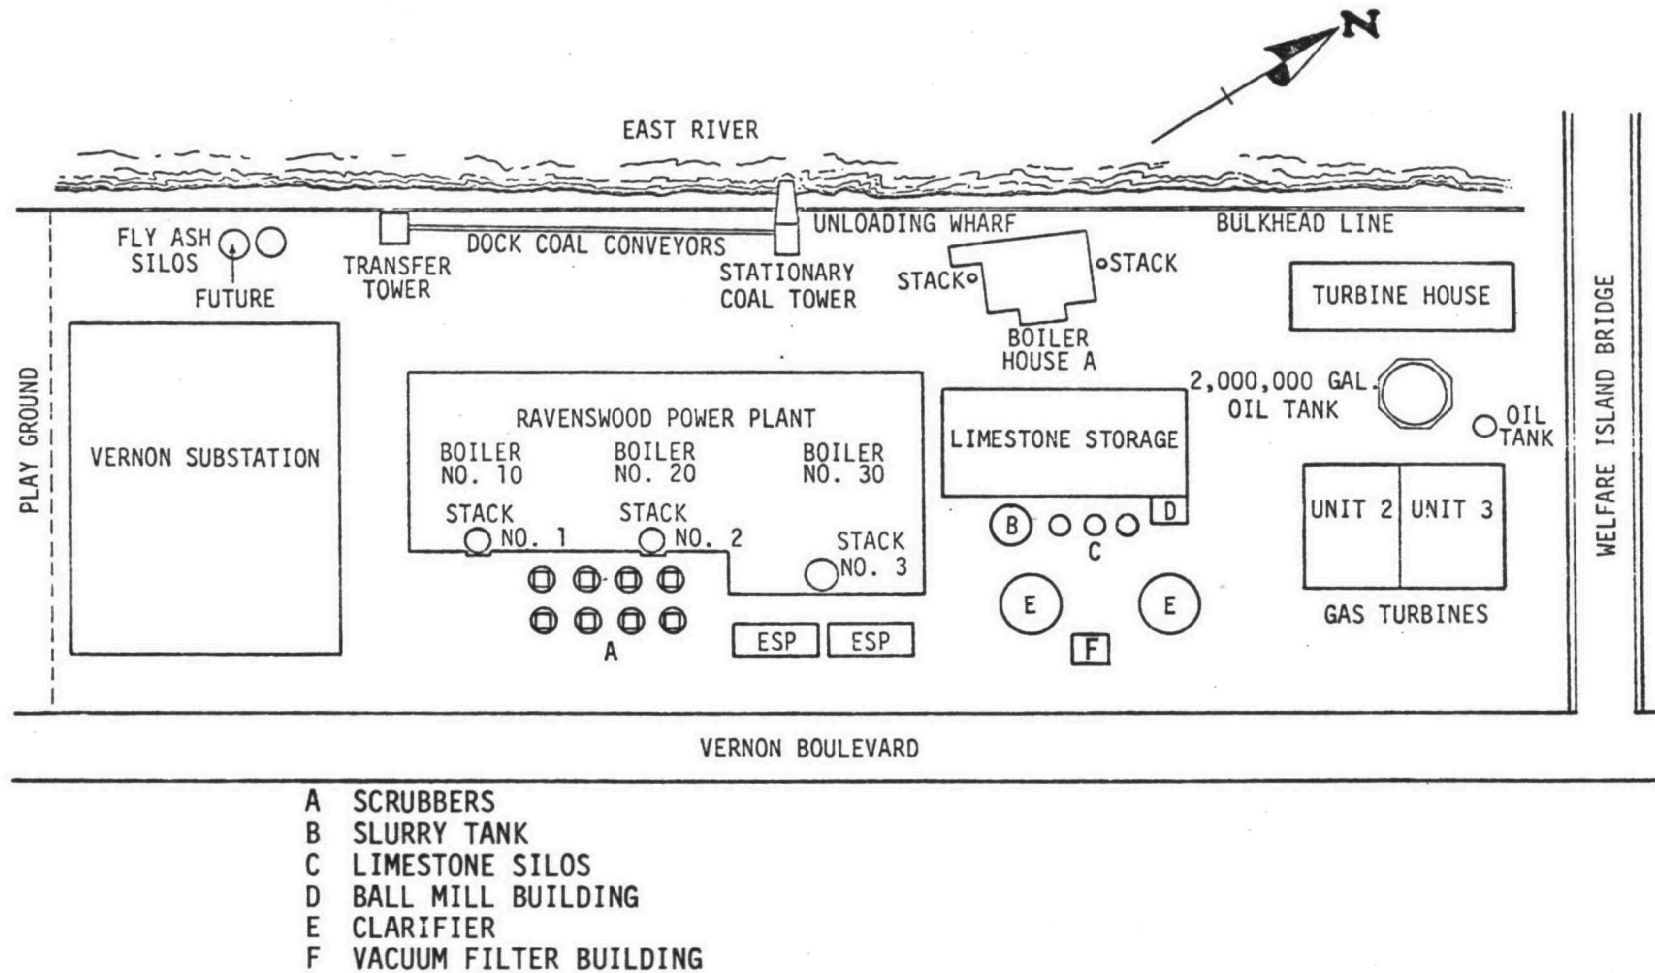 N
EAST RIVER
UNLOADING WHARF
BULKHEAD LINE
FLY ASH
SILOS
FUTURE
TRANSFER
TOWER
DOCK COAL CONVEYORS
STATIONARY
COAL TOWER
STACK
STACK
BOILER
HOUSE A
TURBINE HOUSE
2,000,000 GAL.
OIL TANK
OIL
TANK
PLAY GROUND
VERNON SUBSTATION
RAVENSWOOD POWER PLANT
BOILER
NO. 10
BOILER
NO. 20
BOILER
NO. 30
STACK
NO. 1
STACK
NO. 2
STACK
NO. 3
LIMESTONE STORAGE
B
C
D
E
E
F
A
ESP
ESP
UNIT 2
UNIT 3
GAS TURBINES
WELFARE ISLAND BRIDGE
VERNON BOULEVARD
A SCRUBBERS
B SLURRY TANK
C LIMESTONE SILOS
D BALL MILL BUILDING
E CLARIFIER
F VACUUM FILTER BUILDING